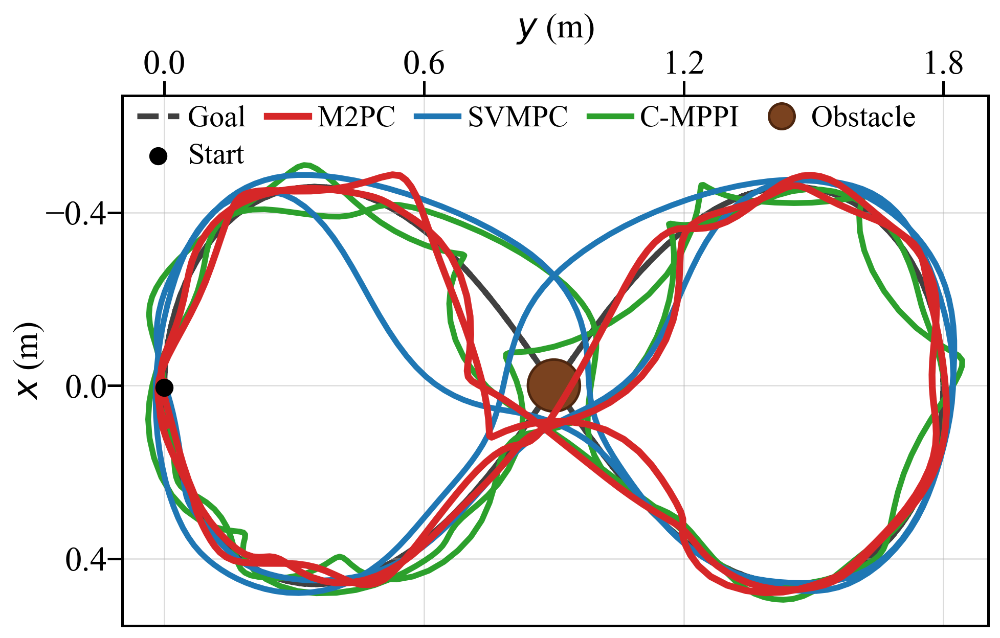 y (m)
0.0 0.6 1.2 1.8
Goal M2PC SVMPC C-MPPI Obstacle
Start
−0.4
0.0
0.4
x (m)